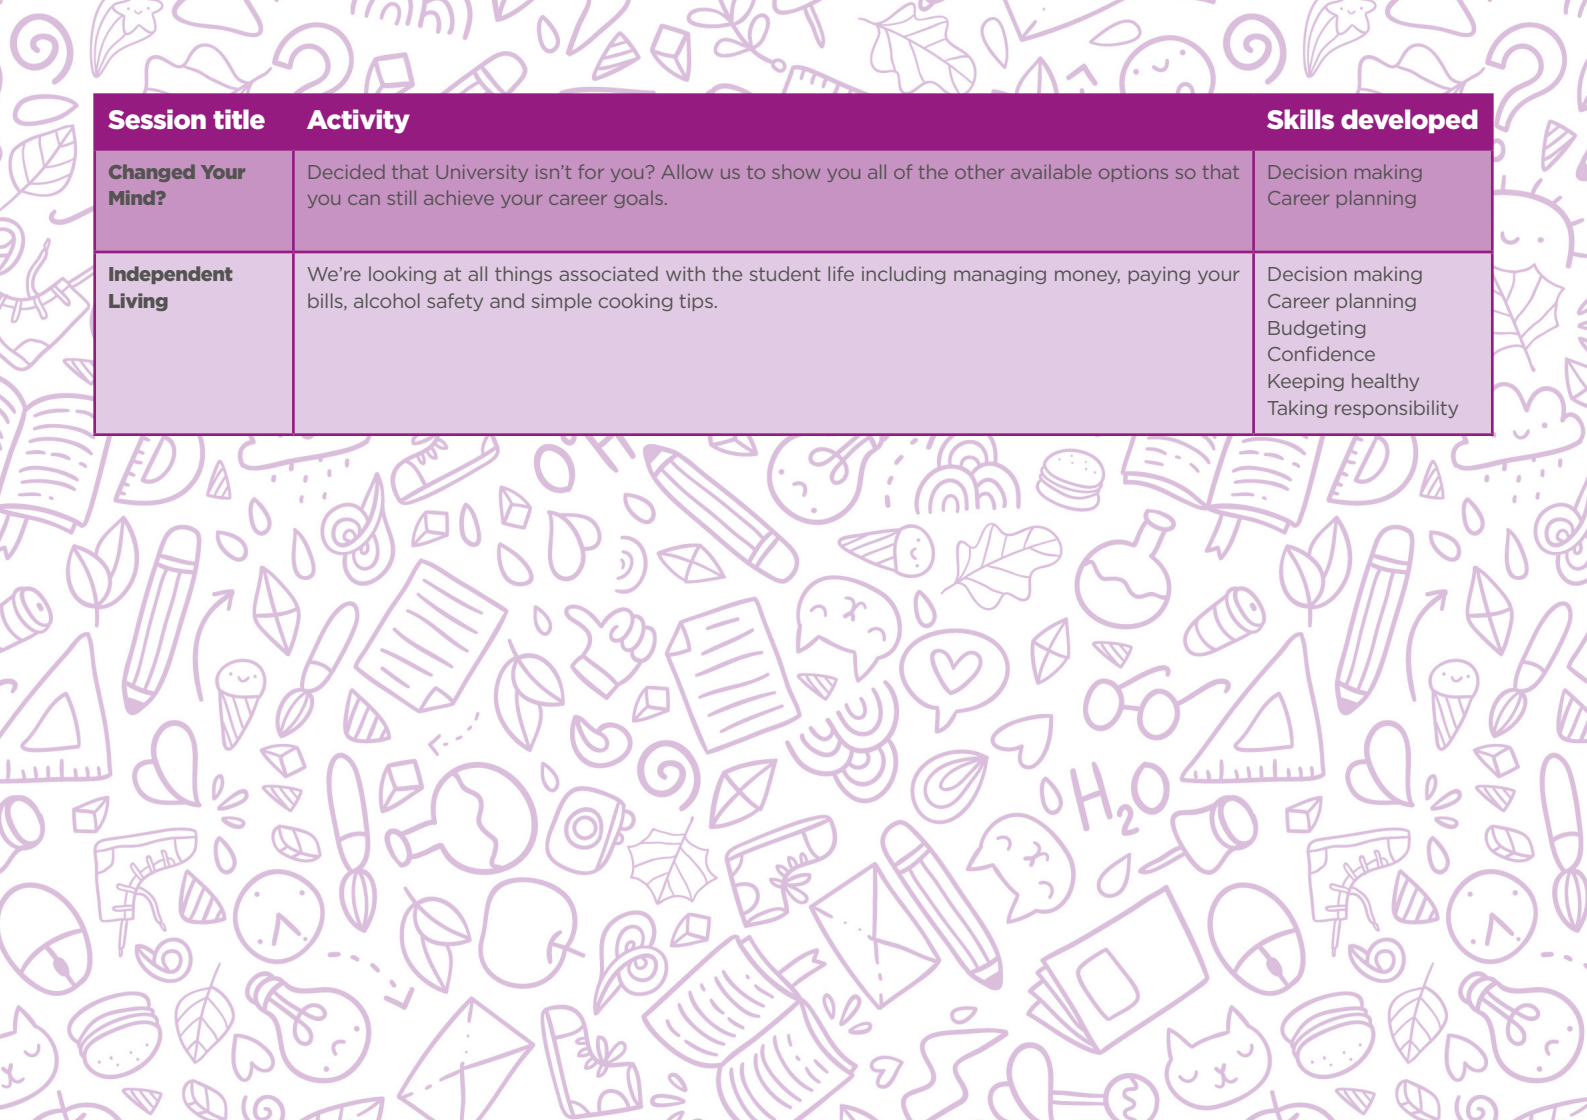 Session title
Activity
Skills developed
Changed Your
Mind?
Decided that University isn't for you? Allow us to show you all of the other available options so that
you can still achieve your career goals.
Decision making
Career planning
Independent
Living
We're looking at all things associated with the student life including managing money, paying your
bills, alcohol safety and simple cooking tips.
Decision making
Career planning
Budgeting
Confidence
Keeping healthy
Taking responsibility
H₂O